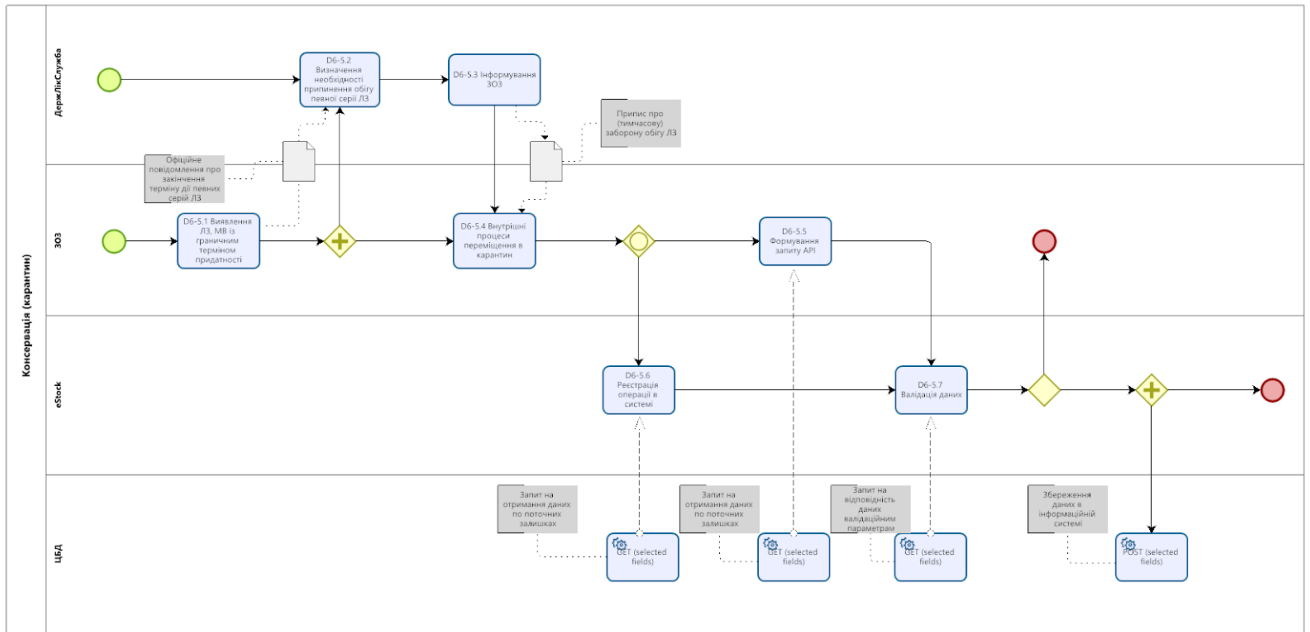 Консервація (карантин)
ДержЛікСлужба
D6-5.2
Визначення
необхідності
припинення обігу
певної серії ЛЗ
D6-5.3 Інформування
ЗОЗ
Припис про
(тимчасову)
заборону обігу ЛЗ
Офіційне
повідомлення про
закінчення
терміну дії певних
серій ЛЗ
ЗОЗ
D6-5.1 Виявлення
ЛЗ, МВ із
граничним
терміном
придатності
D6-5.4 Внутрішні
процеси
переміщення в
карантин
D6-5.5
Формування
запиту API
eStock
D6-5.6
Реєстрація
операції в
системі
D6-5.7
Валідація даних
ЦБД
Запит на
отримання даних
по поточних
залишках
Запит на
отримання даних
по поточних
залишках
Запит на
відповідність
даних
валідаційним
параметрам
Збереження
даних в
інформаційній
системі
GET (selected
fields)
GET (selected
fields)
GET (selected
fields)
POST (selected
fields)